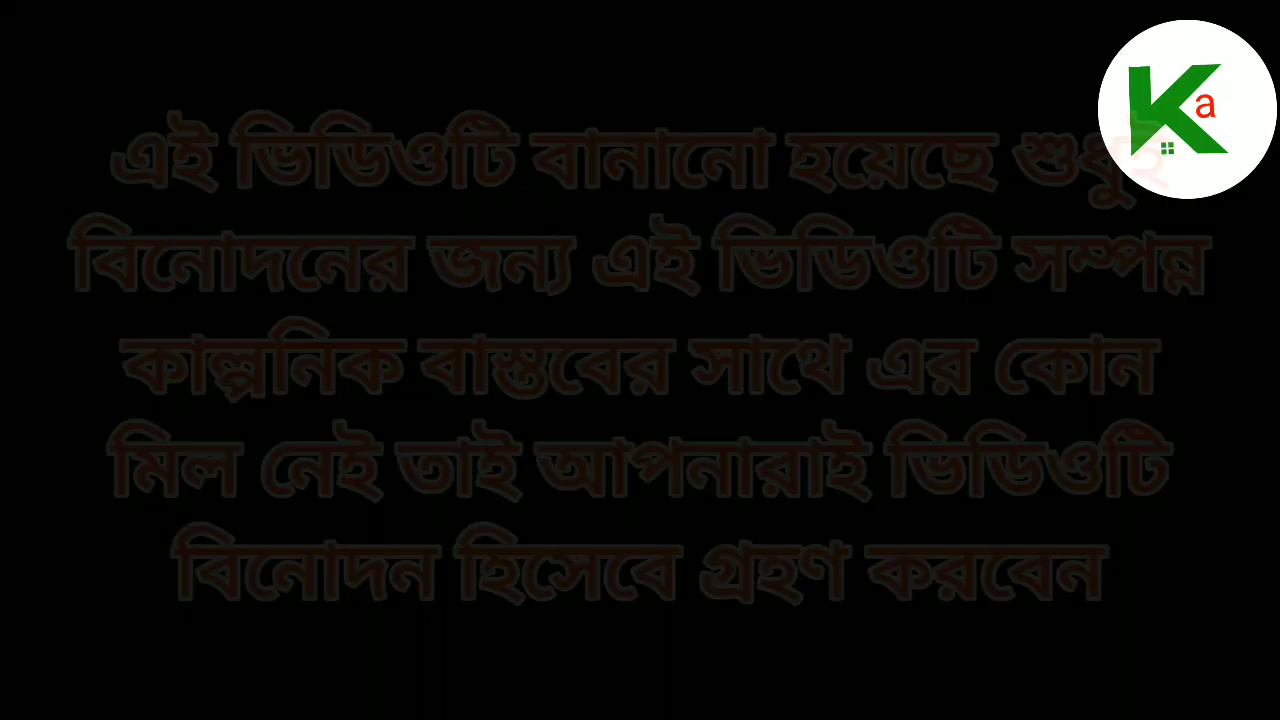 K a
এই ভিডিওটি বানানো হয়েছে শুধুই
বিনোদনের জন্য এই ভিডিওটি সম্পন্ন
কাল্পনিক বাস্তবের সাথে এর কোন
মিল নেই তাই আপনারাই ভিডিওটি
বিনোদন হিসেবে গ্রহণ করবেন